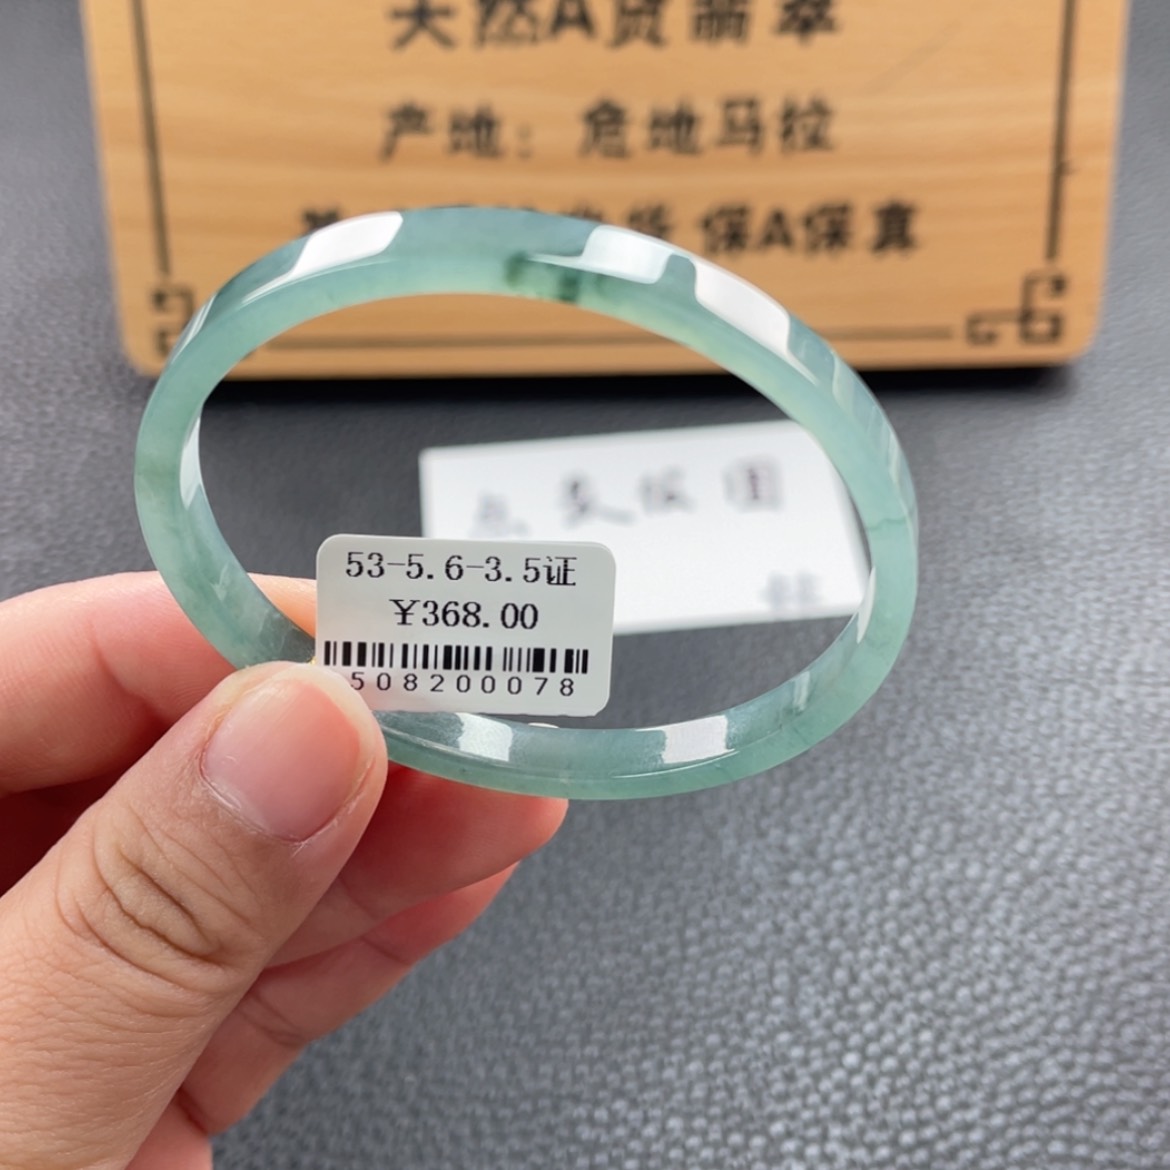 天然A货翡翠
产地：危地马拉
货 保A保真
53-5.6-3.5证
¥368.00
508200078